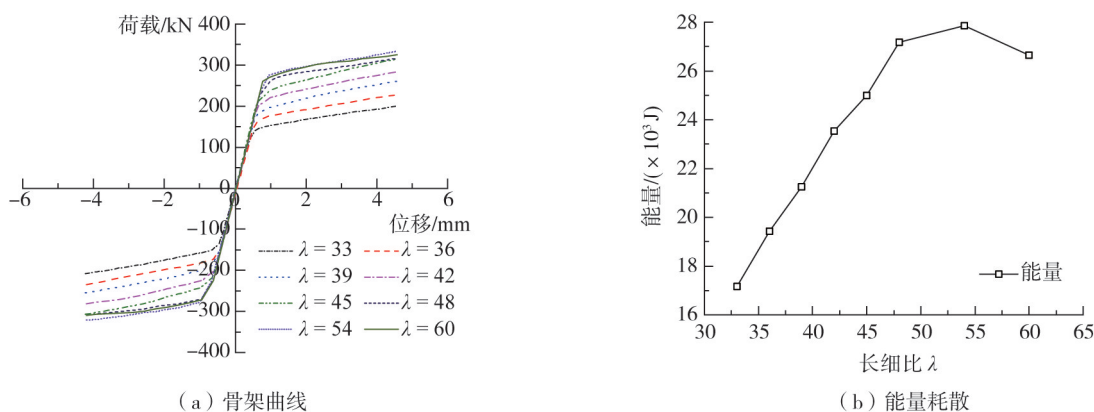 荷载/kN
400
300
200
100
0
-100
-200
-300
-400
-6 -4 -2 0 2 4 6
位移/mm
λ = 33 λ = 36
λ = 39 λ = 42
λ = 45 λ = 48
λ = 54 λ = 60
(a)骨架曲线
能量/(×10³J)
28
26
24
22
28
18
16
30 35 40 45 50 55 60 65
能量
长细比 λ
(b)能量耗散